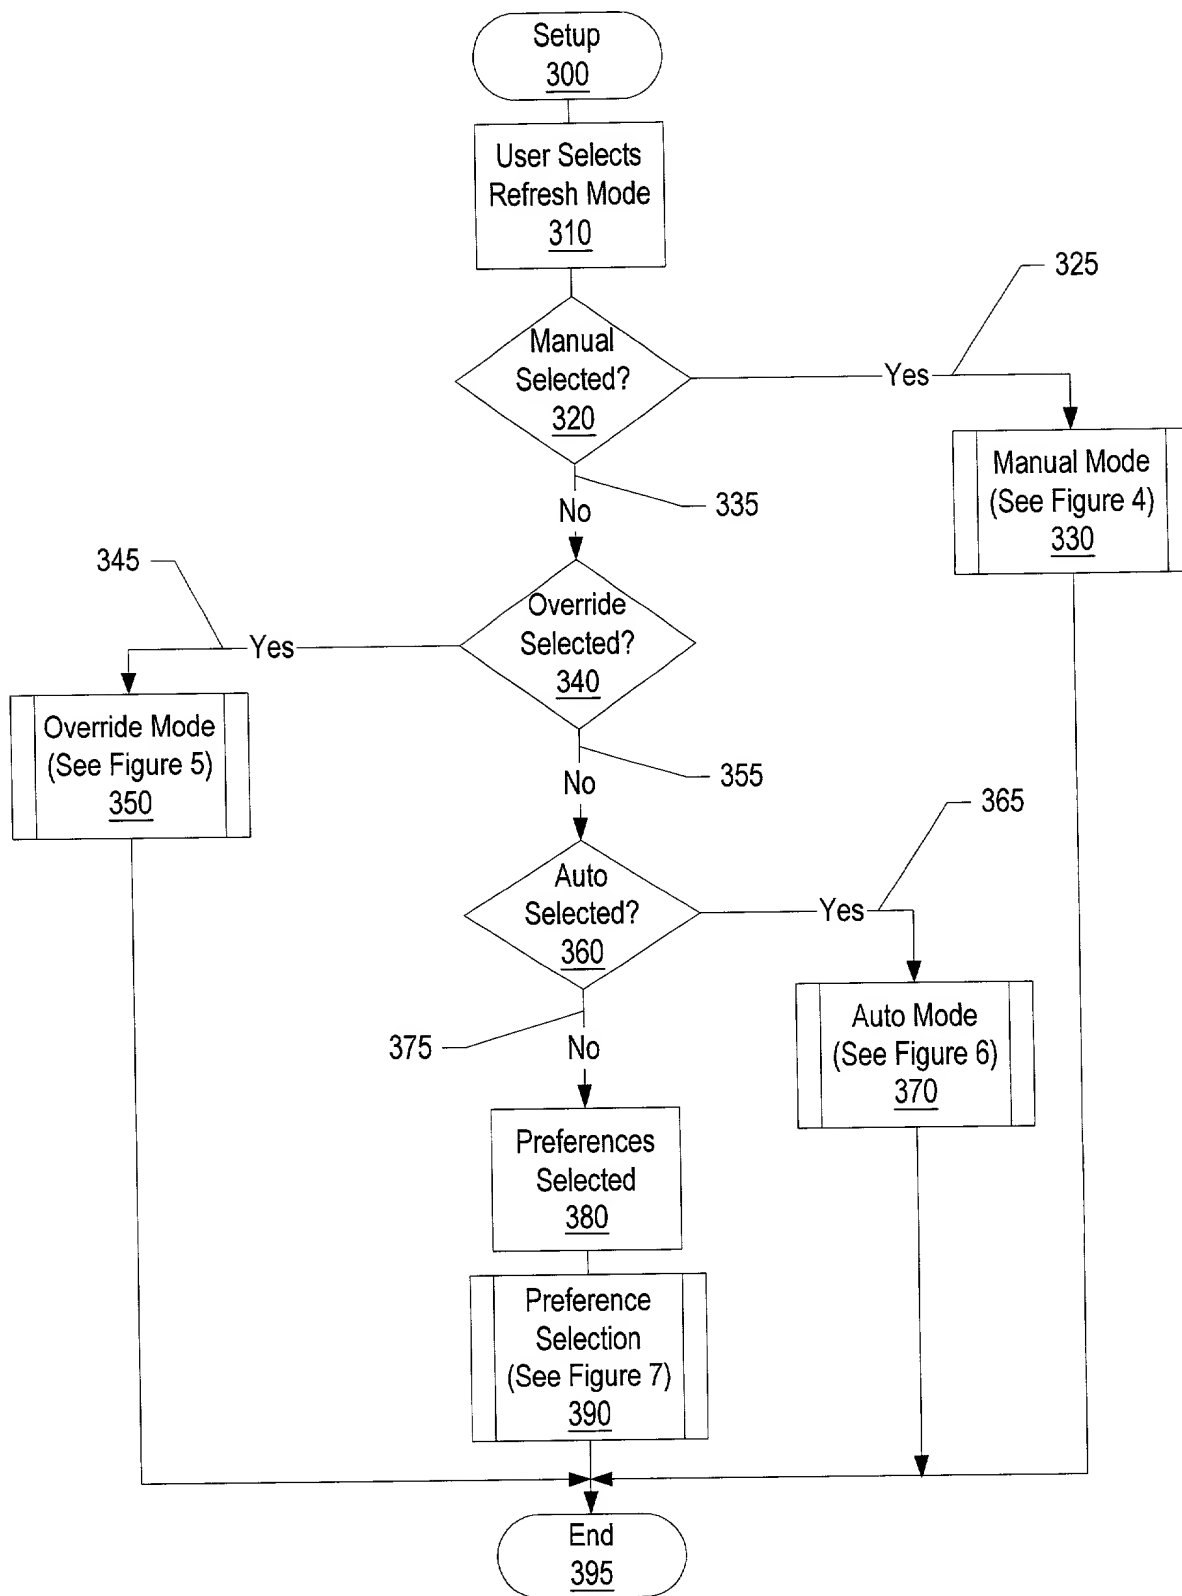 Setup
300
User Selects
Refresh Mode
310
325
Manual
Selected?
320
Yes
Manual Mode
(See Figure 4)
330
335
No
345
Override
Selected?
340
Yes
Override Mode
(See Figure 5)
350
355
No
365
Auto
Selected?
360
Yes
Auto Mode
(See Figure 6)
370
375
No
Preferences
Selected
380
Preference
Selection
(See Figure 7)
390
End
395